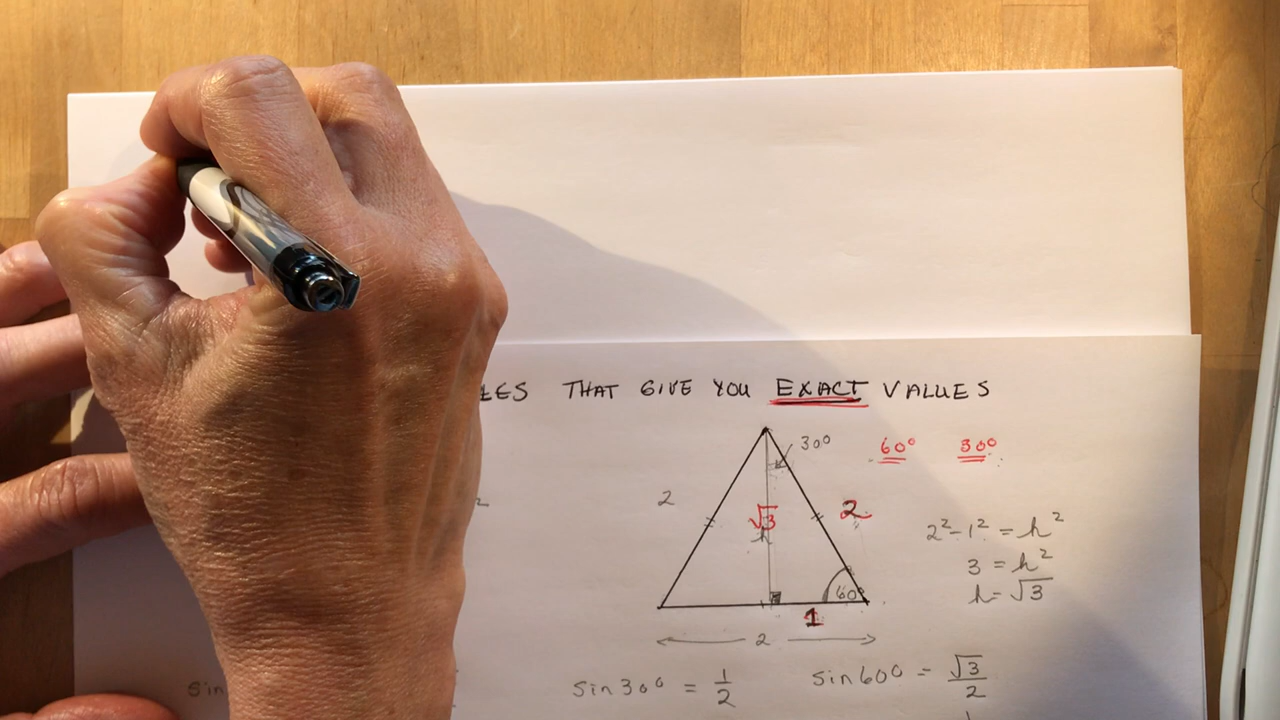 THAT GIVE YOU EXACT VALUES
30° 60° 30°
2 √3 2
h
2² - 1² = h²
3 = h²
h = √3
60°
1
2
sin
sin 30° = 1/2 sin 60° = √3/2